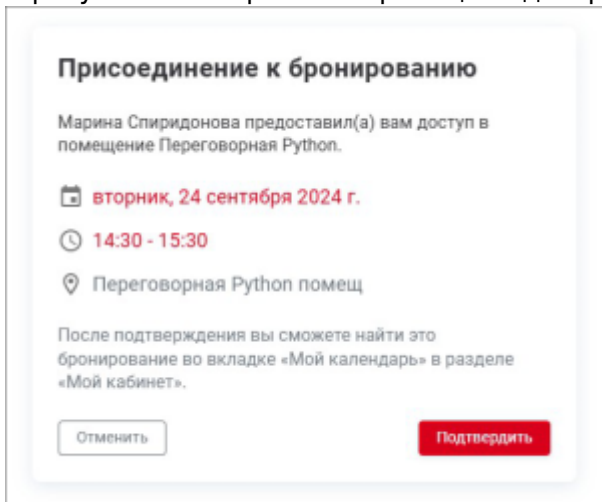 Присоединение к бронированию
Марина Спиридонова предоставил(а) вам доступ в
помещение Переговорная Python.
вторник, 24 сентября 2024 г.
14:30 - 15:30
Переговорная Python помещ
После подтверждения вы сможете найти это
бронирование во вкладке «Мой календарь» в разделе
«Мой кабинет».
Отменить
Подтвердить